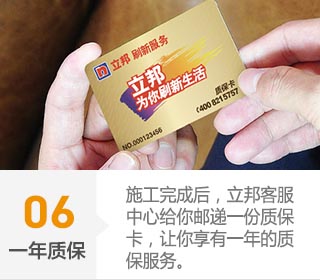 立邦 刷新服务
立邦
为你刷新生活
质保卡
(400 8215757
NO.000123456
06
一年质保
施工完成后，立邦客服
中心给你邮递一份质保
卡，让你享有一年的质
保服务。